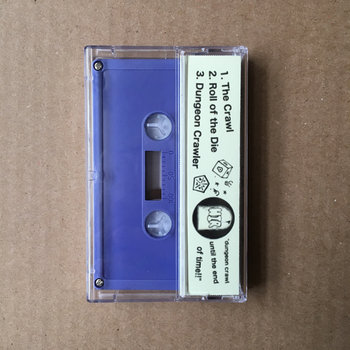 1. The Crawl
2. Roll of the Die
3. Dungeon Crawler
"dungeon crawl
until the end
of time!!"